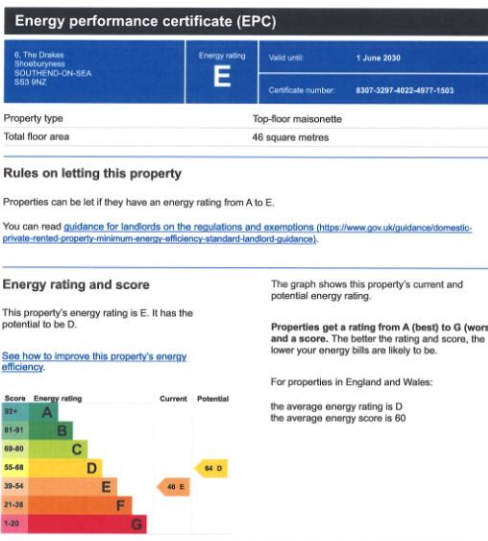 Energy performance certificate (EPC)
6, The Drakes
Shoeburyness
SOUTHEND-ON-SEA
SS3 9NZ
Energy rating
E
Valid until:
1 June 2030
Certificate number:
8307-3297-4022-4977-1503
Property type
Top-floor maisonette
Total floor area
46 square metres
Rules on letting this property
Properties can be let if they have an energy rating from A to E.
You can read guidance for landlords on the regulations and exemptions (https://www.gov.uk/guidance/domestic-
private-rented-property-minimum-energy-efficiency-standard-landlord-guidance).
Energy rating and score
This property's energy rating is E. It has the
potential to be D.
See how to improve this property's energy
efficiency.
The graph shows this property's current and
potential energy rating.
Properties get a rating from A (best) to G (wors
and a score. The better the rating and score, the
lower your energy bills are likely to be.
For properties in England and Wales:
the average energy rating is D
the average energy score is 60
Score Energy rating Current Potential
92+ A
81-91 B
69-80 C
55-68 D 64 D
39-54 E 46 E
21-38 F
1-20 G